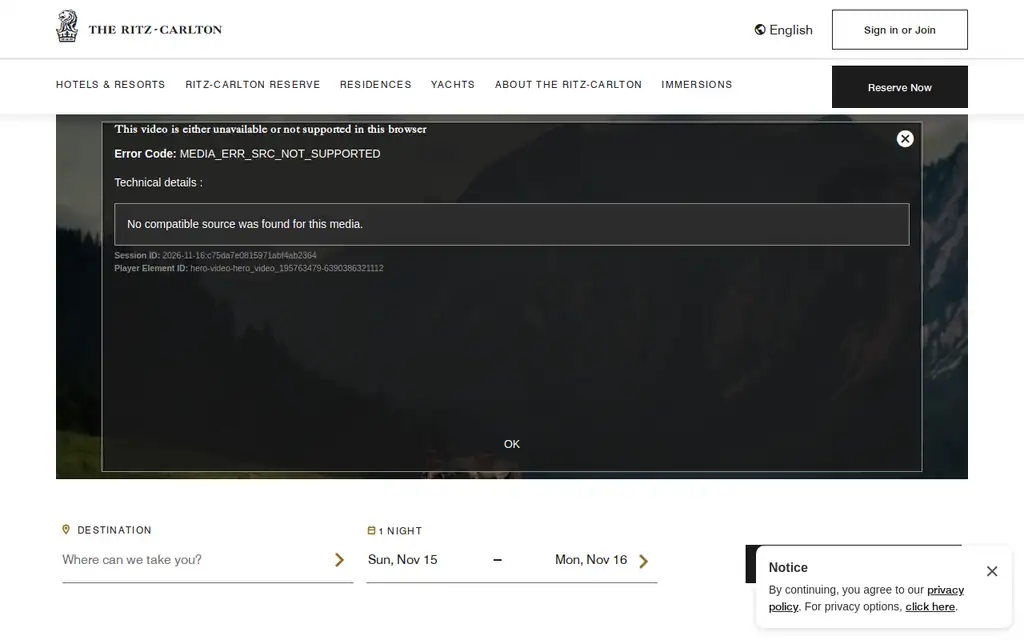 THE RITZ-CARLTON
English
Sign in or Join
HOTELS & RESORTS
RITZ-CARLTON RESERVE
RESIDENCES
YACHTS
ABOUT THE RITZ-CARLTON
IMMERSIONS
Reserve Now
This video is either unavailable or not supported in this browser
Error Code: MEDIA_ERR_SRC_NOT_SUPPORTED
Technical details :
No compatible source was found for this media.
Session ID: 2026-11-16:c75da7e0815971abf4ab2364
Player Element ID: hero-video-hero_video_195763479-6390386321112
OK
DESTINATION
Where can we take you?
1 NIGHT
Sun, Nov 15
–
Mon, Nov 16
Notice
By continuing, you agree to our privacy
policy. For privacy options, click here.